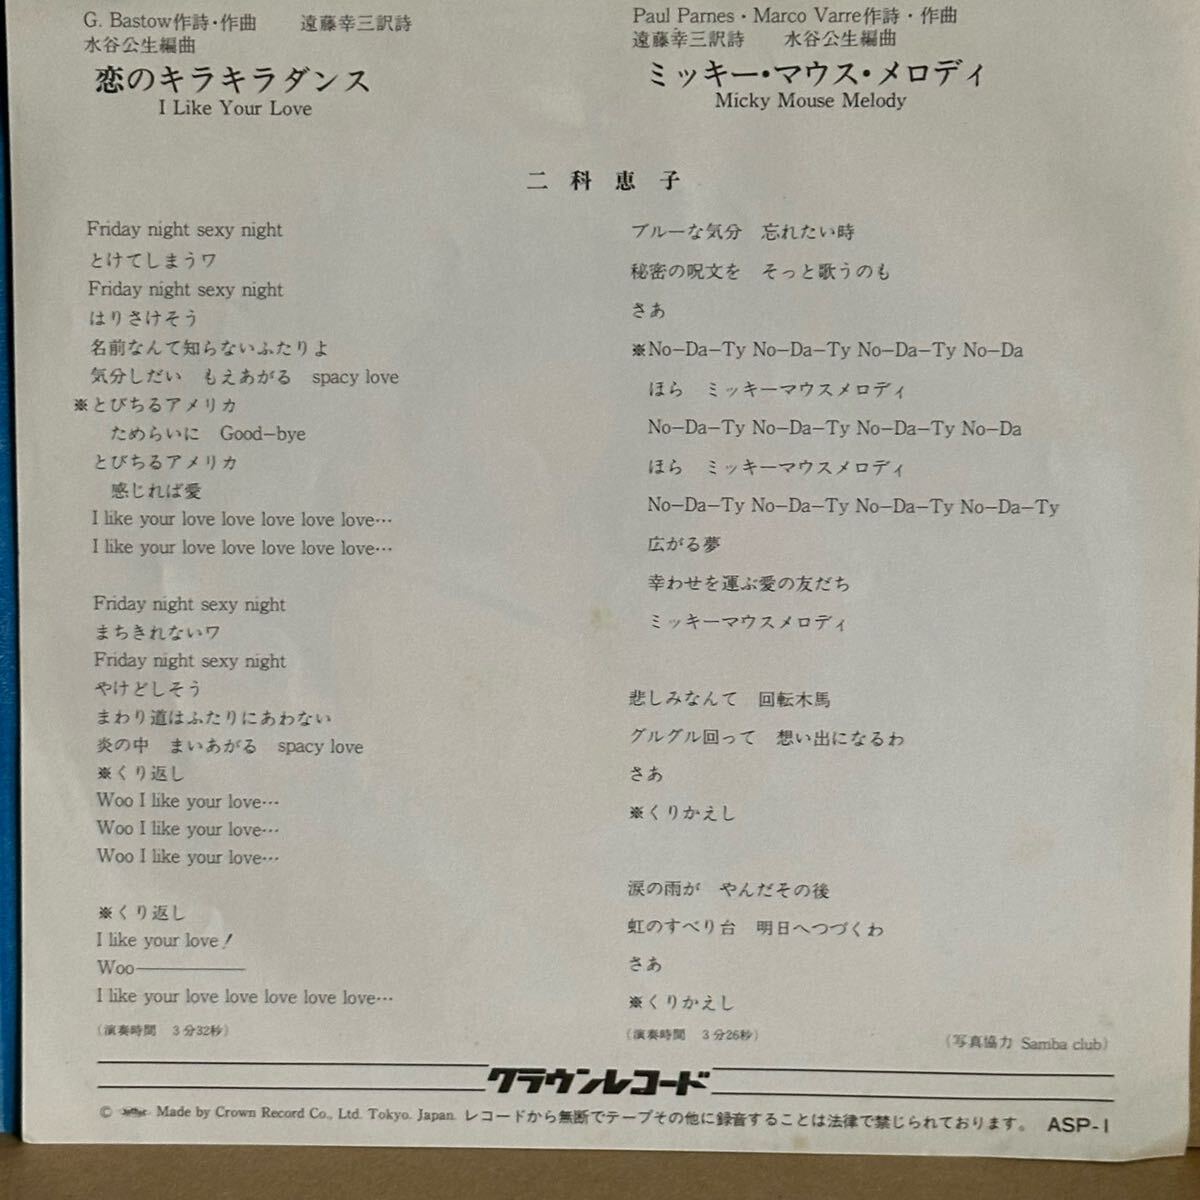 G. Bastow作詩・作曲　遠藤幸三訳詩
水谷公生編曲
恋のキラキラダンス
I Like Your Love
Paul Parnes・Marco Varre作詩・作曲
遠藤幸三訳詩　水谷公生編曲
ミッキー・マウス・メロディ
Micky Mouse Melody
二科恵子
Friday night sexy night
とけてしまうワ
Friday night sexy night
はりさけそう
名前なんて知らないふたりよ
気分しだい　もえあがる　spacy love
※とびちるアメリカ
ためらいに　Good-bye
とびちるアメリカ
感じれば愛
I like your love love love love love…
I like your love love love love love…
Friday night sexy night
まちきれないワ
Friday night sexy night
やけどしそう
まわり道はふたりにあわない
炎の中　まいあがる　spacy love
※くり返し
Woo I like your love…
Woo I like your love…
Woo I like your love…
※くり返し
I like your love!
Woo————
I like your love love love love love…
(演奏時間　3分32秒)
ブルーな気分　忘れたい時
秘密の呪文を　そっと歌うのも
さあ
※No-Da-Ty No-Da-Ty No-Da-Ty No-Da
ほら　ミッキーマウスメロディ
No-Da-Ty No-Da-Ty No-Da-Ty No-Da
ほら　ミッキーマウスメロディ
No-Da-Ty No-Da-Ty No-Da-Ty No-Da-Ty
広がる夢
幸わせを運ぶ愛の友だち
ミッキーマウスメロディ
悲しみなんて　回転木馬
グルグル回って　想い出になるわ
さあ
※くりかえし
涙の雨が　やんだその後
虹のすべり台　明日へつづくわ
さあ
※くりかえし
(演奏時間　3分26秒)
(写真協力 Samba club)
クラウンレコード
© Made by Crown Record Co., Ltd. Tokyo. Japan. レコードから無断でテープその他に録音することは法律で禁じられております。 ASP-1